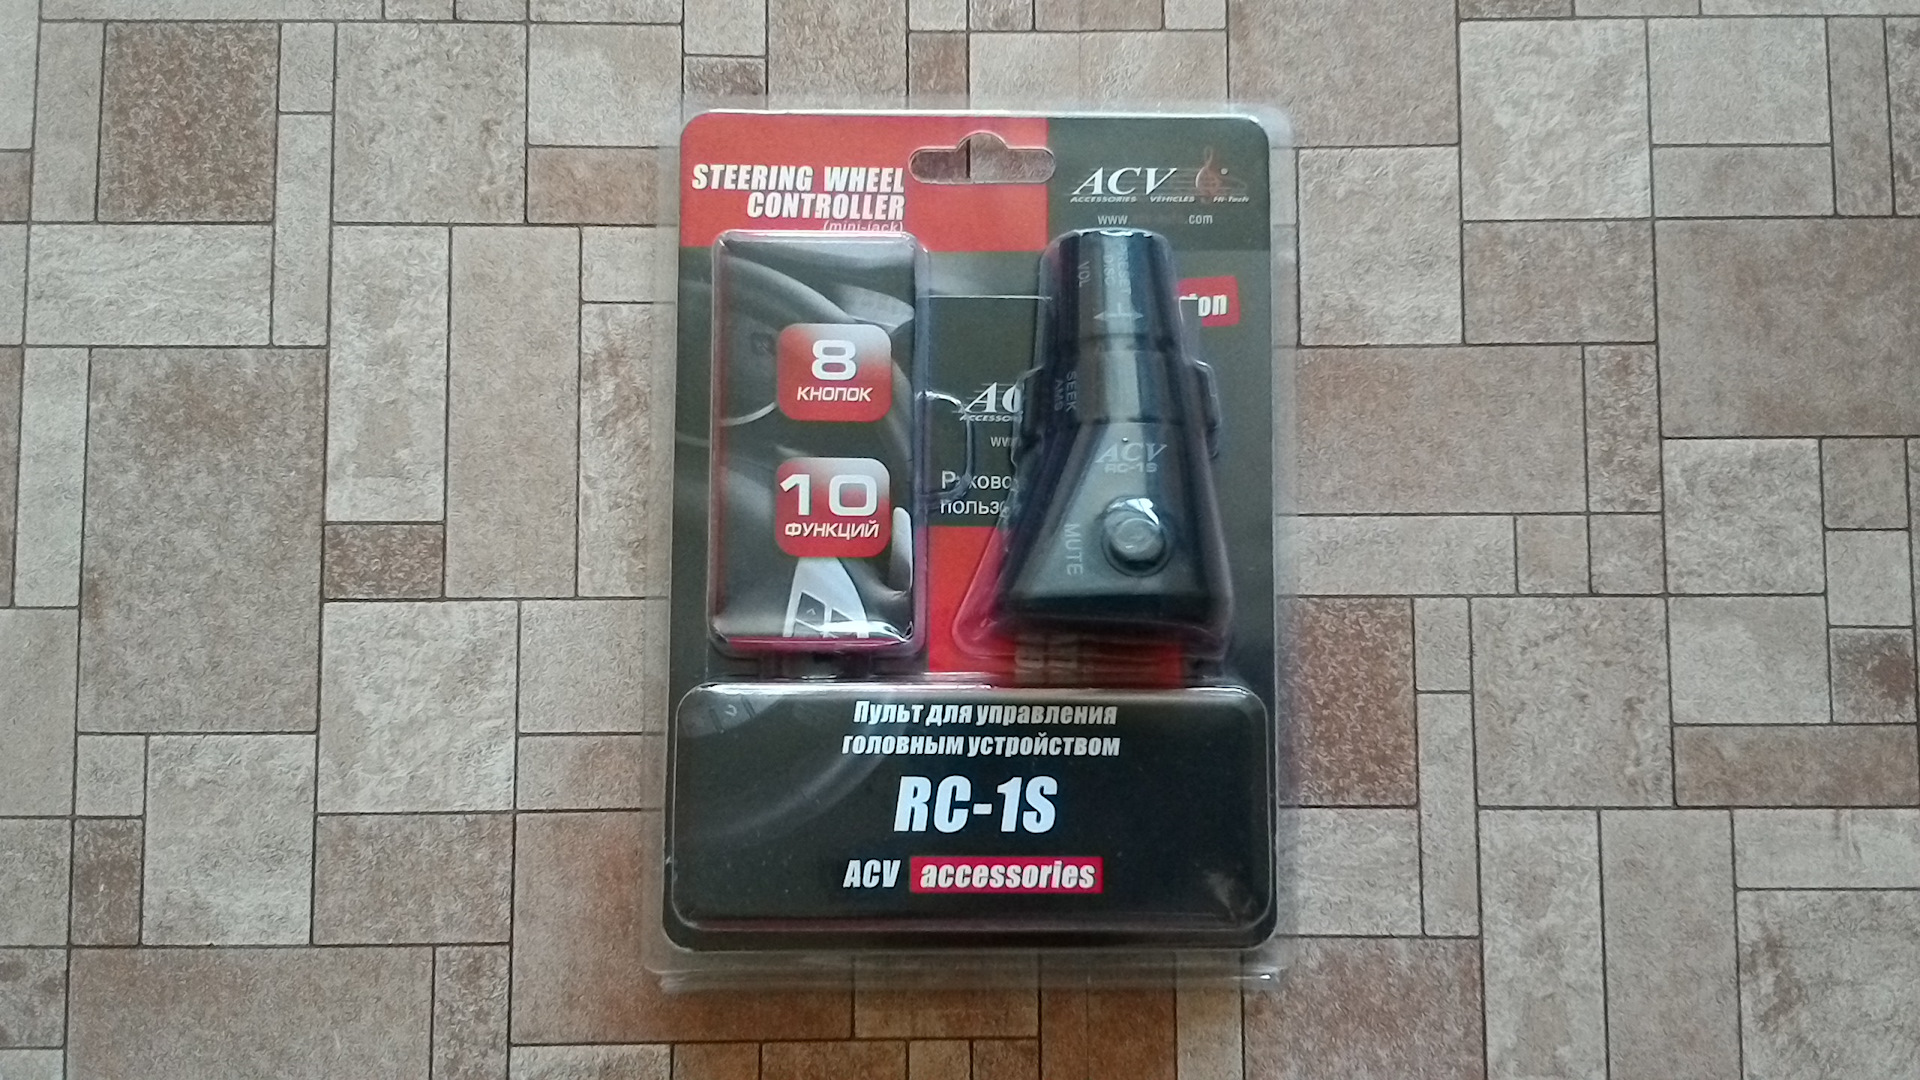 STEERING WHEEL
CONTROLLER
(mini-jack)
ACV
ACCESSORIES VEHICLES Hi-Tech
www. .com
8
КНОПОК
10
ФУНКЦИЙ
VOL
DISC
SEEK
AMS
ACV
RC-1S
MUTE
Пульт для управления
головным устройством
RC-1S
ACV accessories